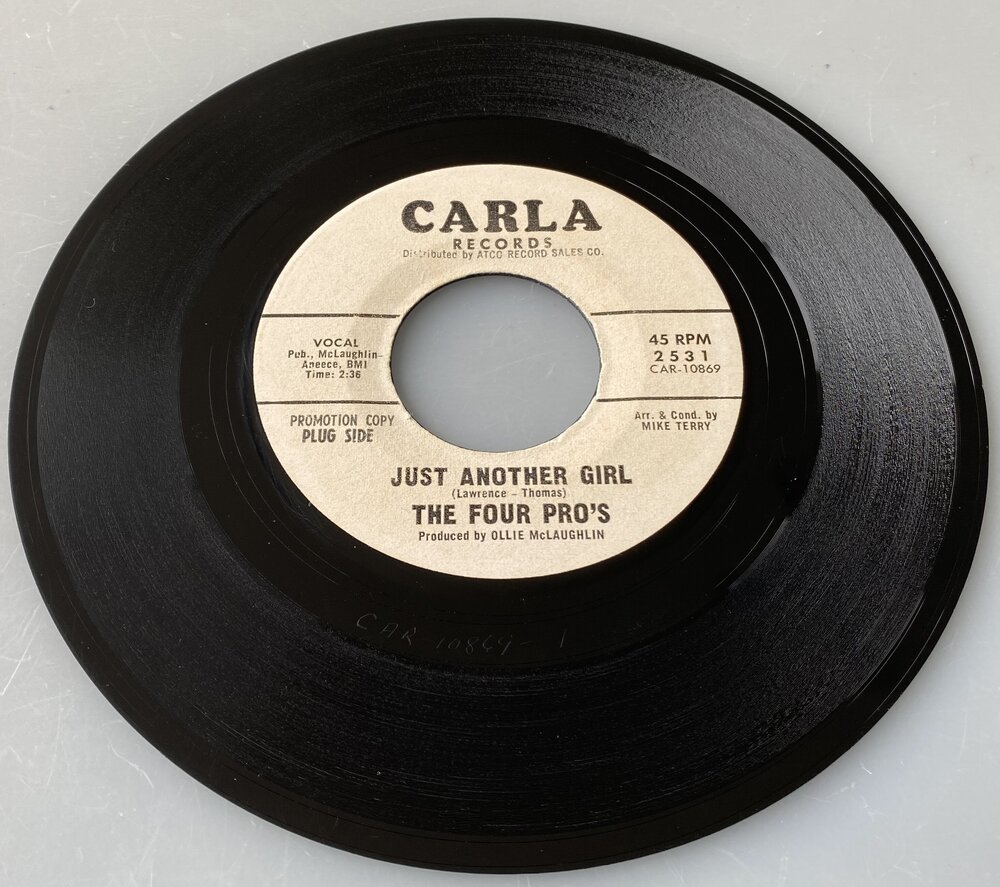 CARLA
RECORDS
Distributed by ATCO RECORD SALES CO.
VOCAL
Pub., McLaughlin-
Aneece, BMI
Time: 2:36
45 RPM
2531
CAR-10869
PROMOTION COPY
PLUG SIDE
Arr. & Cond. by
MIKE TERRY
JUST ANOTHER GIRL
(Lawrence - Thomas)
THE FOUR PRO'S
Produced by OLLIE McLAUGHLIN
CAR 10869-1